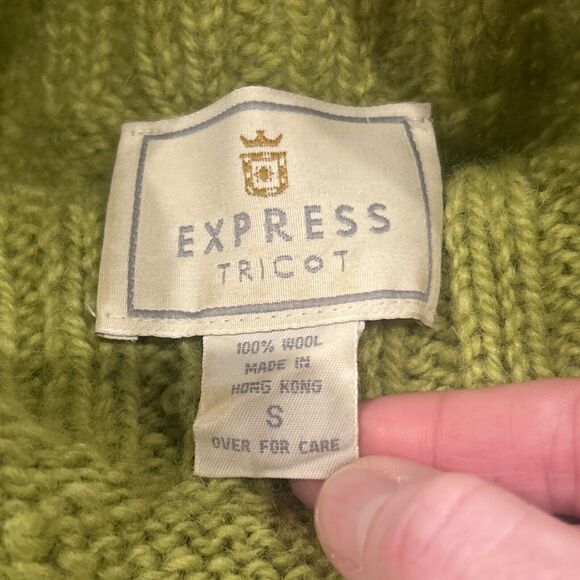 EXPRESS
TRICOT
100% WOOL
MADE IN
HONG KONG
S
OVER FOR CARE